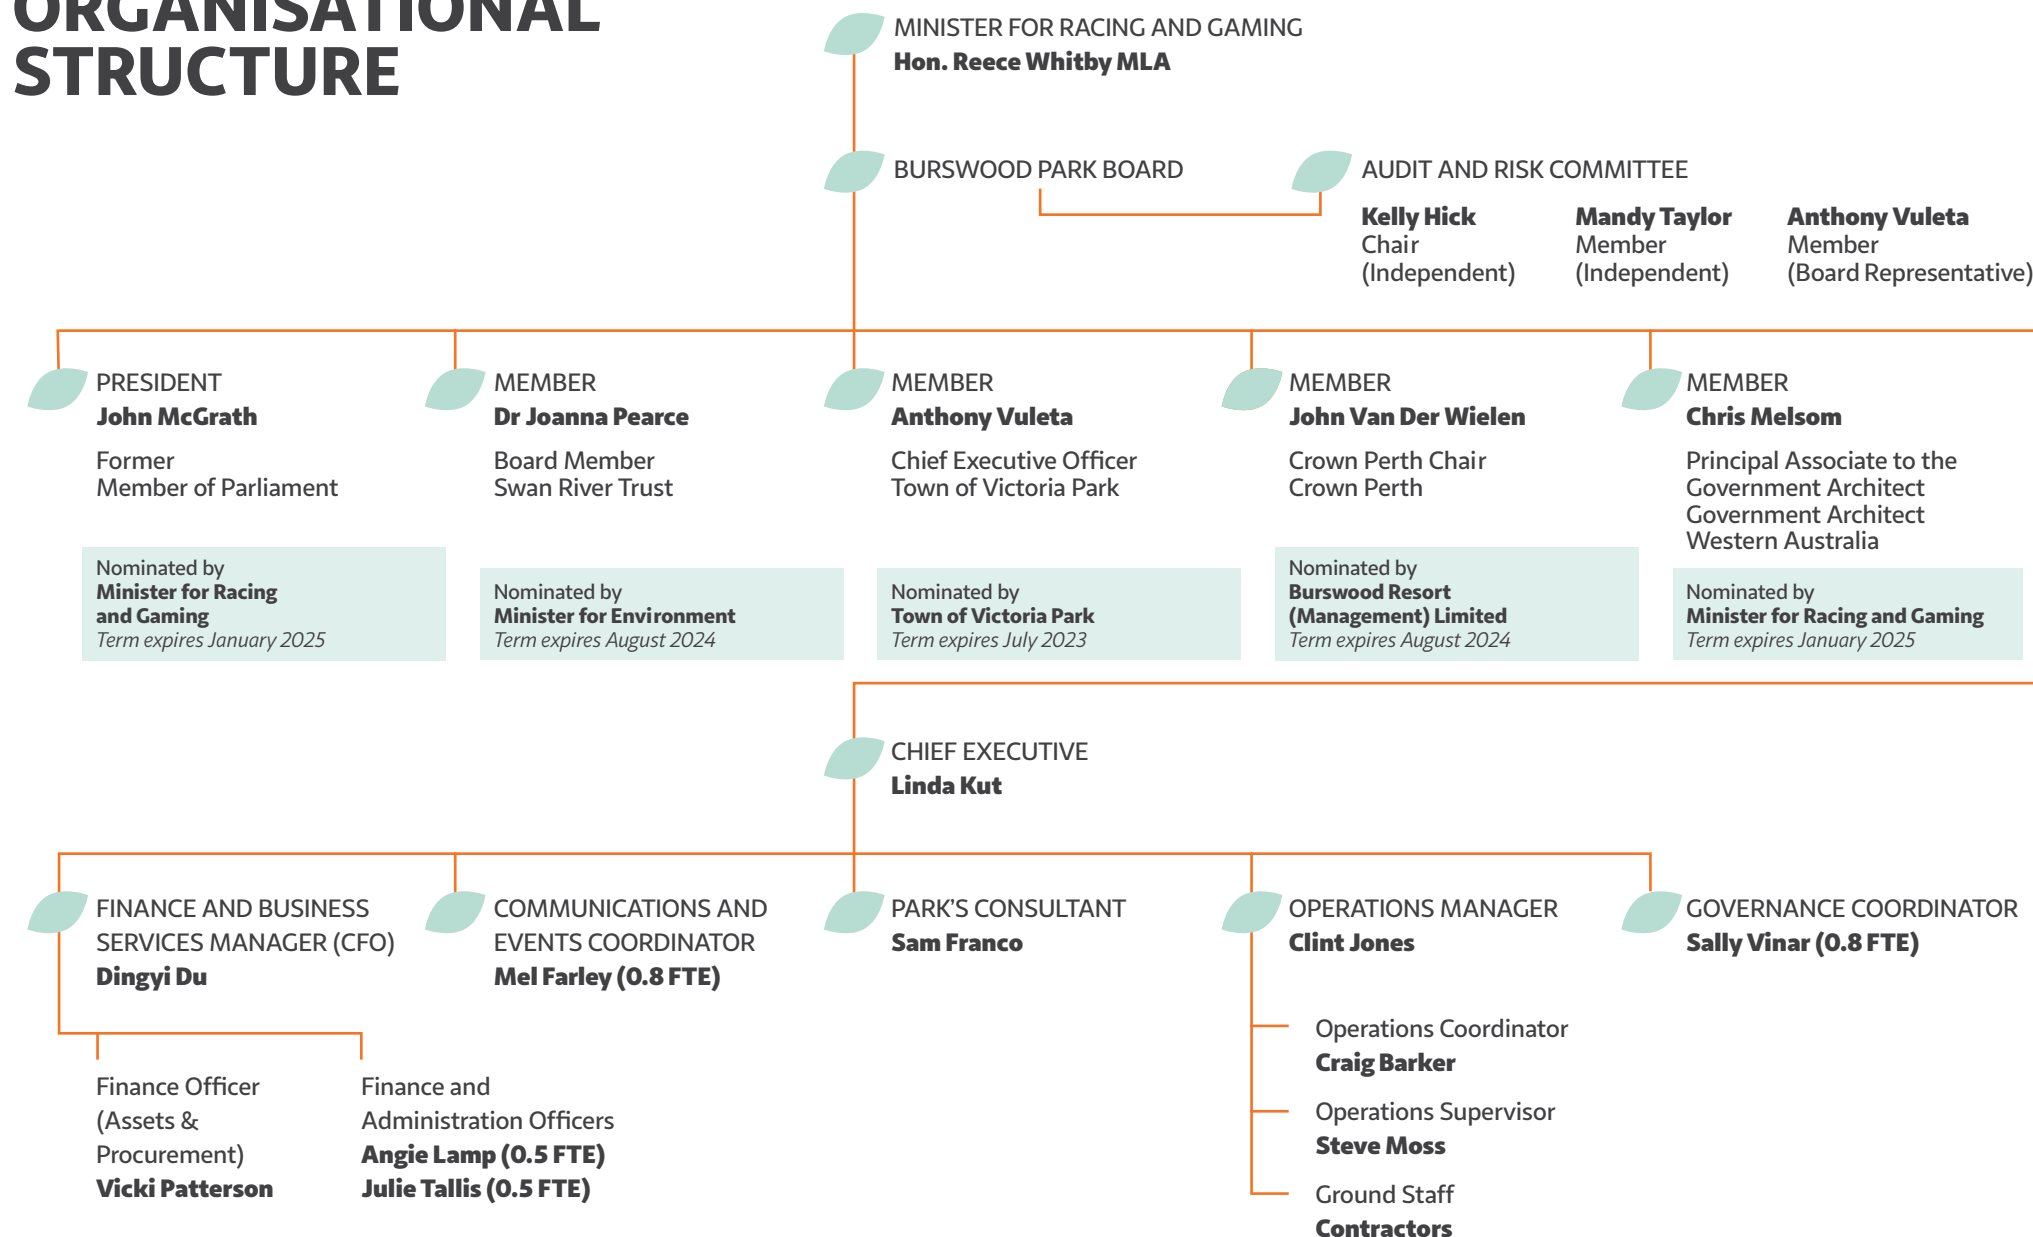 ORGANISATIONAL
STRUCTURE
MINISTER FOR RACING AND GAMING
Hon. Reece Whitby MLA
BURSWOOD PARK BOARD
AUDIT AND RISK COMMITTEE
Kelly Hick
Chair
(Independent)
Mandy Taylor
Member
(Independent)
Anthony Vuleta
Member
(Board Representative)
PRESIDENT
John McGrath
Former
Member of Parliament
Nominated by
Minister for Racing
and Gaming
Term expires January 2025
MEMBER
Dr Joanna Pearce
Board Member
Swan River Trust
Nominated by
Minister for Environment
Term expires August 2024
MEMBER
Anthony Vuleta
Chief Executive Officer
Town of Victoria Park
Nominated by
Town of Victoria Park
Term expires July 2023
MEMBER
John Van Der Wielen
Crown Perth Chair
Crown Perth
Nominated by
Burswood Resort
(Management) Limited
Term expires August 2024
MEMBER
Chris Melsom
Principal Associate to the
Government Architect
Government Architect
Western Australia
Nominated by
Minister for Racing and Gaming
Term expires January 2025
CHIEF EXECUTIVE
Linda Kut
FINANCE AND BUSINESS
SERVICES MANAGER (CFO)
Dingyi Du
Finance Officer
(Assets &
Procurement)
Vicki Patterson
Finance and
Administration Officers
Angie Lamp (0.5 FTE)
Julie Tallis (0.5 FTE)
COMMUNICATIONS AND
EVENTS COORDINATOR
Mel Farley (0.8 FTE)
PARK'S CONSULTANT
Sam Franco
OPERATIONS MANAGER
Clint Jones
Operations Coordinator
Craig Barker
Operations Supervisor
Steve Moss
Ground Staff
Contractors
GOVERNANCE COORDINATOR
Sally Vinar (0.8 FTE)